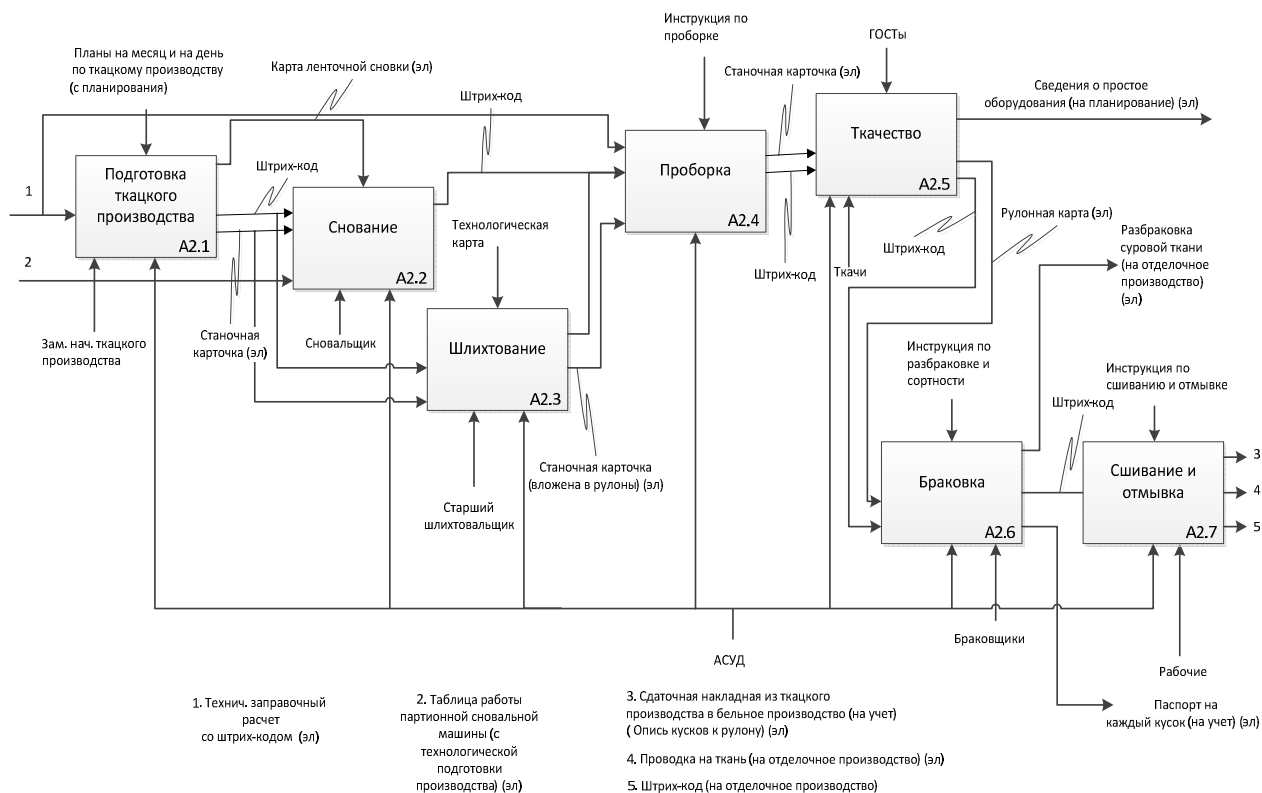 Инструкция по
проборке
ГОСТы
Планы на месяц и на день
по ткацкому производству
(с планирования)
Карта ленточной сновки (эл)
Штрих-код
Станочная карточка (эл)
Сведения о простое
оборудования (на планирование) (эл)
1
Подготовка
ткацкого
производства
А2.1
Штрих-код
Снование
А2.2
Проборка
А2.4
Ткачество
А2.5
Технологическая
карта
2
Штрих-код
Ткачи
Штрих-код
Рулонная карта (эл)
Разбраковка
суровой ткани
(на отделочное
производство)
(эл)
Зам. нач. ткацкого
производства
Станочная
карточка (эл)
Сновальщик
Шлихтование
А2.3
Инструкция по
разбраковке и
сортности
Инструкция по
сшиванию и отмывке
Штрих-код
Станочная карточка
(вложена в рулоны) (эл)
Старший
шлихтовальщик
Браковка
А2.6
Сшивание и
отмывка
А2.7
3
4
5
Браковщики
АСУД
Рабочие
Паспорт на
каждый кусок (на учет) (эл)
1. Технич. заправочный
расчет
со штрих-кодом (эл)
2. Таблица работы
партионной сновальной
машины (с
технологической
подготовки
производства) (эл)
3. Сдаточная накладная из ткацкого
производства в бельное производство (на учет)
( Опись кусков к рулону) (эл)
4. Проводка на ткань (на отделочное производство) (эл)
5. Штрих-код (на отделочное производство)